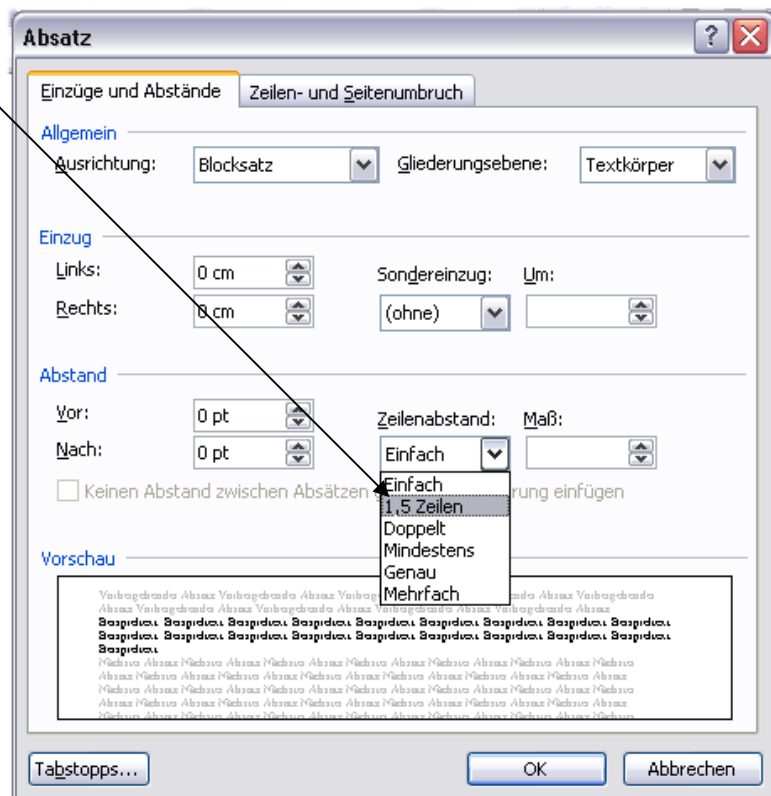 Absatz
Einzüge und Abstände Zeilen- und Seitenumbruch
Allgemein
Ausrichtung: Blocksatz Gliederungsebene: Textkörper
Einzug
Links: 0 cm Sondereinzug: Um:
Rechts: 0 cm (ohne)
Abstand
Vor: 0 pt Zeilenabstand: Maß:
Nach: 0 pt Einfach
Einfach
Keinen Abstand zwischen Absätzen rung einfügen
1,5 Zeilen
Doppelt
Mindestens
Genau
Mehrfach
Vorschau
Tabstopps... OK Abbrechen